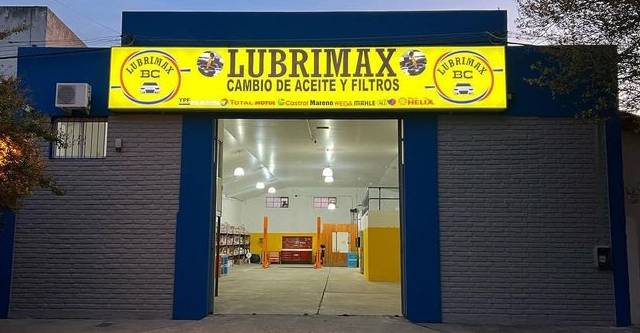 LUBRIMAX
BC
LUBRIMAX
CAMBIO DE ACEITE Y FILTROS
LUBRIMAX
BC
YPF TOTAL MOTUL Castrol Mareno WEGA MAHLE HELIX